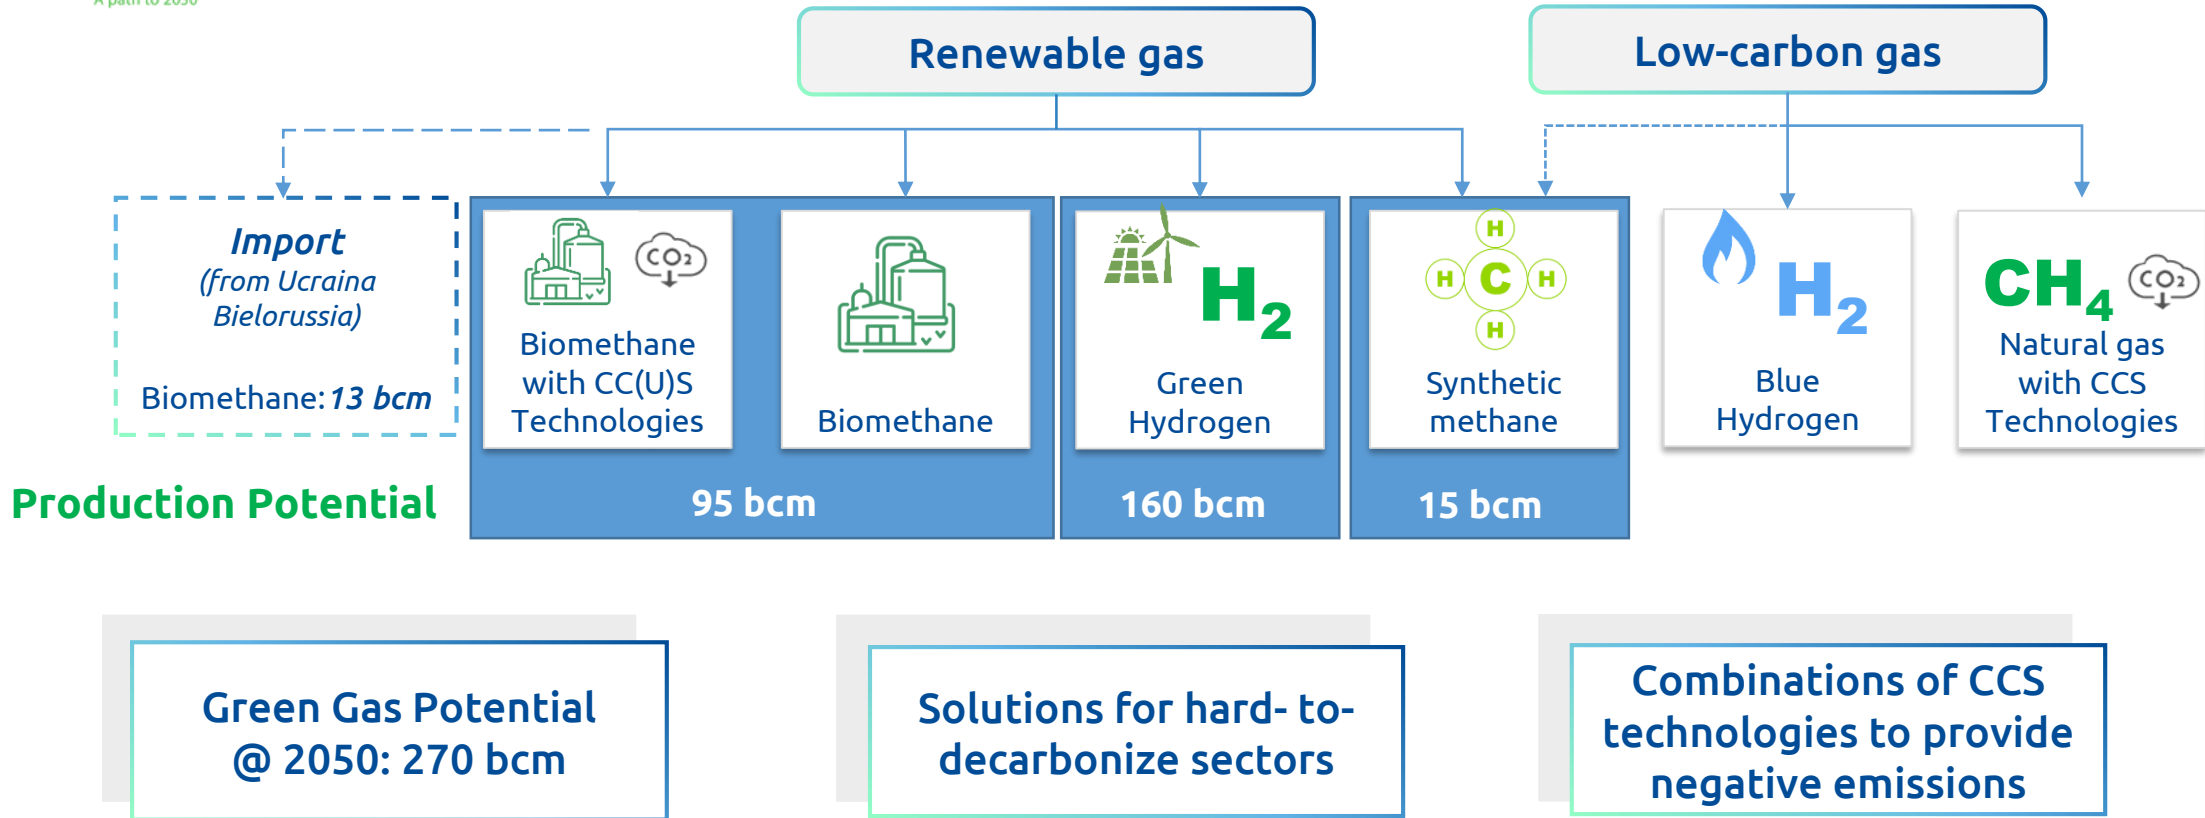 A path to 2050
Renewable gas
Low-carbon gas
Import
(from Ucraina
Bielorussia)
Biomethane: 13 bcm
CO2
Biomethane
with CC(U)S
Technologies
Biomethane
H2
Green
Hydrogen
H
H C H
H
Synthetic
methane
H2
Blue
Hydrogen
CH4 CO2
Natural gas
with CCS
Technologies
Production Potential
95 bcm
160 bcm
15 bcm
Green Gas Potential
@ 2050: 270 bcm
Solutions for hard- to-
decarbonize sectors
Combinations of CCS
technologies to provide
negative emissions